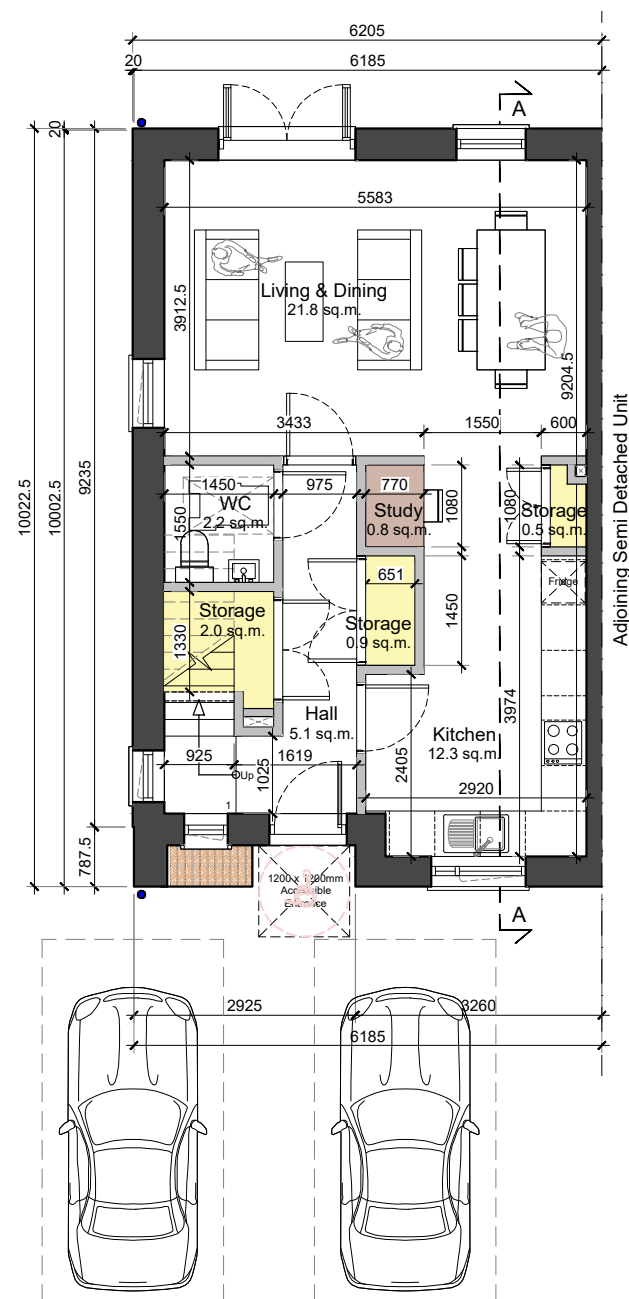 6205
20
6185
A
20
5583
3912.5
Living & Dining
21.8 sq.m.
9204.5
10022.5
10002.5
9235
3433
1550
600
Adjoining Semi Detached Unit
1450
975
770
WC
2.2 sq.m.
1550
Study
0.8 sq.m.
1080
1080
Storage
0.5 sq.m.
651
Fridge
Storage
2.0 sq.m.
1330
Storage
0.9 sq.m.
1450
3974
Hall
5.1 sq.m.
Kitchen
12.3 sq.m.
925
1619
Up
1025
2405
2920
1
787.5
1200 x 1200mm
Accessible
Entrance
A
2925
3260
6185